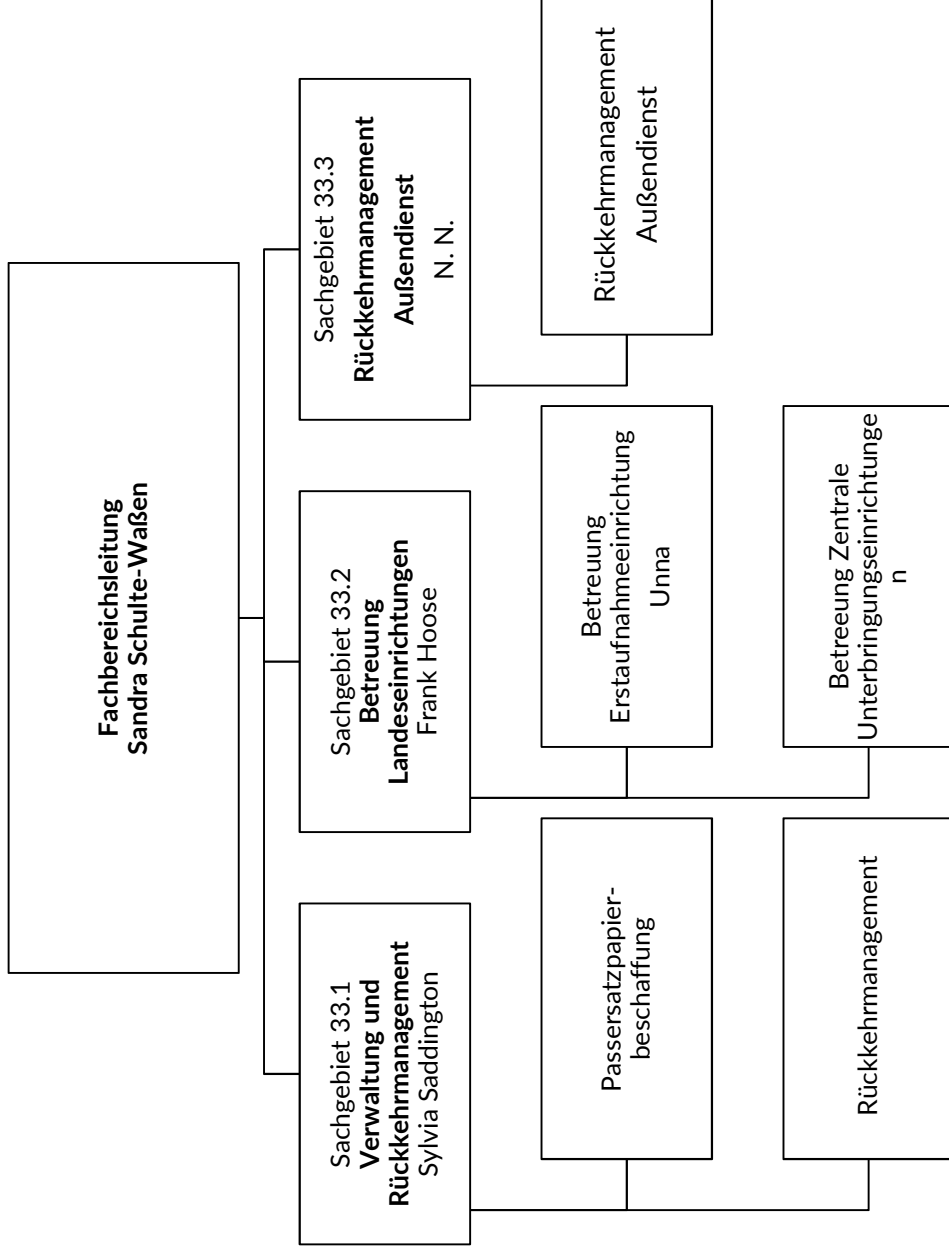 Fachbereichsleitung
Sandra Schulte-Waßen
Sachgebiet 33.1
Verwaltung und
Rückkehrmanagement
Sylvia Saddington
Sachgebiet 33.2
Betreuung
Landeseinrichtungen
Frank Hoose
Sachgebiet 33.3
Rückkehrmanagement
Außendienst
N. N.
Passersatzpapier-
beschaffung
Betreuung
Erstaufnahmeeinrichtung
Unna
Rückkehrmanagement
Außendienst
Rückkehrmanagement
Betreeung Zentrale
Unterbringungseinrichtunge
n